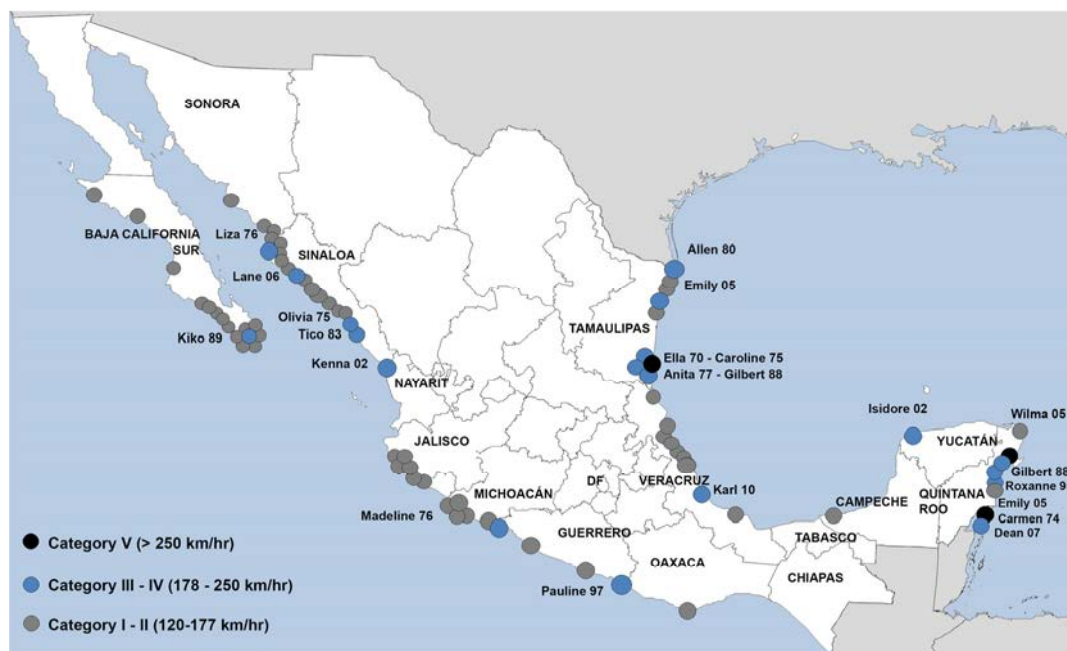 SONORA
BAJA CALIFORNIA
SUR
Liza 76
SINALOA
Lane 06
Olivia 75
Tico 83
Kiko 89
Kenna 02
NAYARIT
Allen 80
Emily 05
TAMAULIPAS
Ella 70 - Caroline 75
Anita 77 - Gilbert 88
Isidore 02
Wilma 05
YUCATÁN
Gilbert 88
Roxanne 9
JALISCO
MICHOACÁN
DF
VERACRUZ
Karl 10
CAMPECHE
QUINTANA
ROO
Emily 05
Carmen 74
Dean 07
Madeline 76
GUERRERO
TABASCO
OAXACA
CHIAPAS
Pauline 97
Category V (> 250 km/hr)
Category III - IV (178 - 250 km/hr)
Category I - II (120-177 km/hr)